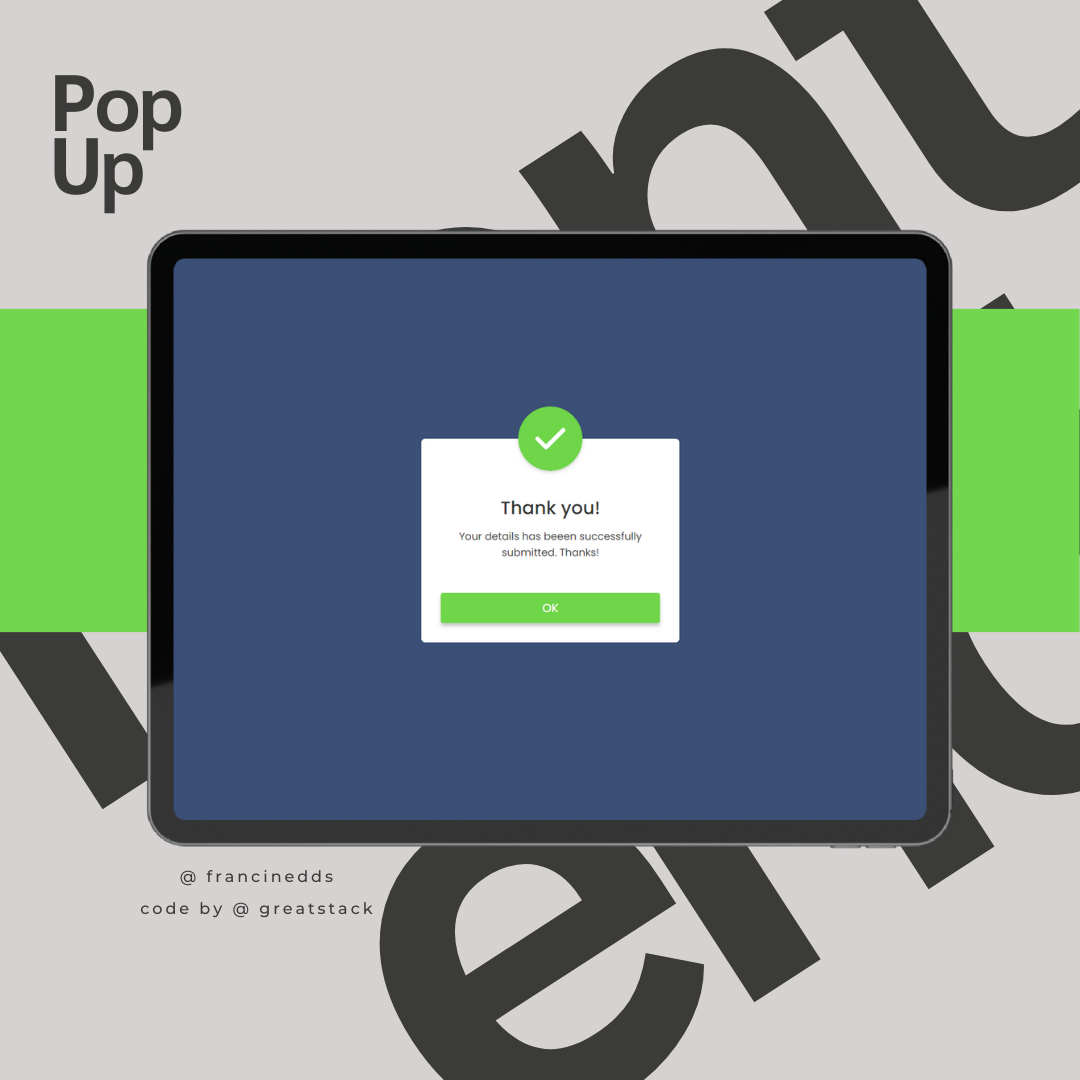 Pop
Up
Thank you!
Your details has beeen successfully
submitted. Thanks!
OK
@ francinedds
code by @ greatstack